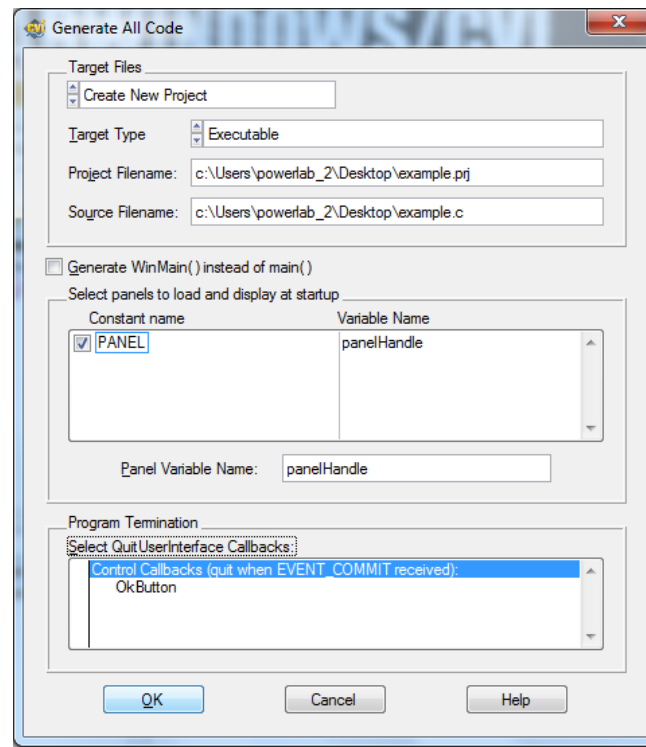 Generate All Code
Target Files
Create New Project
Target Type Executable
Project Filename: c:\Users\powerlab_2\Desktop\example.prj
Source Filename: c:\Users\powerlab_2\Desktop\example.c
Generate WinMain() instead of main()
Select panels to load and display at startup
Constant name Variable Name
PANEL panelHandle
Panel Variable Name: panelHandle
Program Termination
Select QuitUserInterface Callbacks:
Control Callbacks (quit when EVENT_COMMIT received):
OkButton
OK Cancel Help